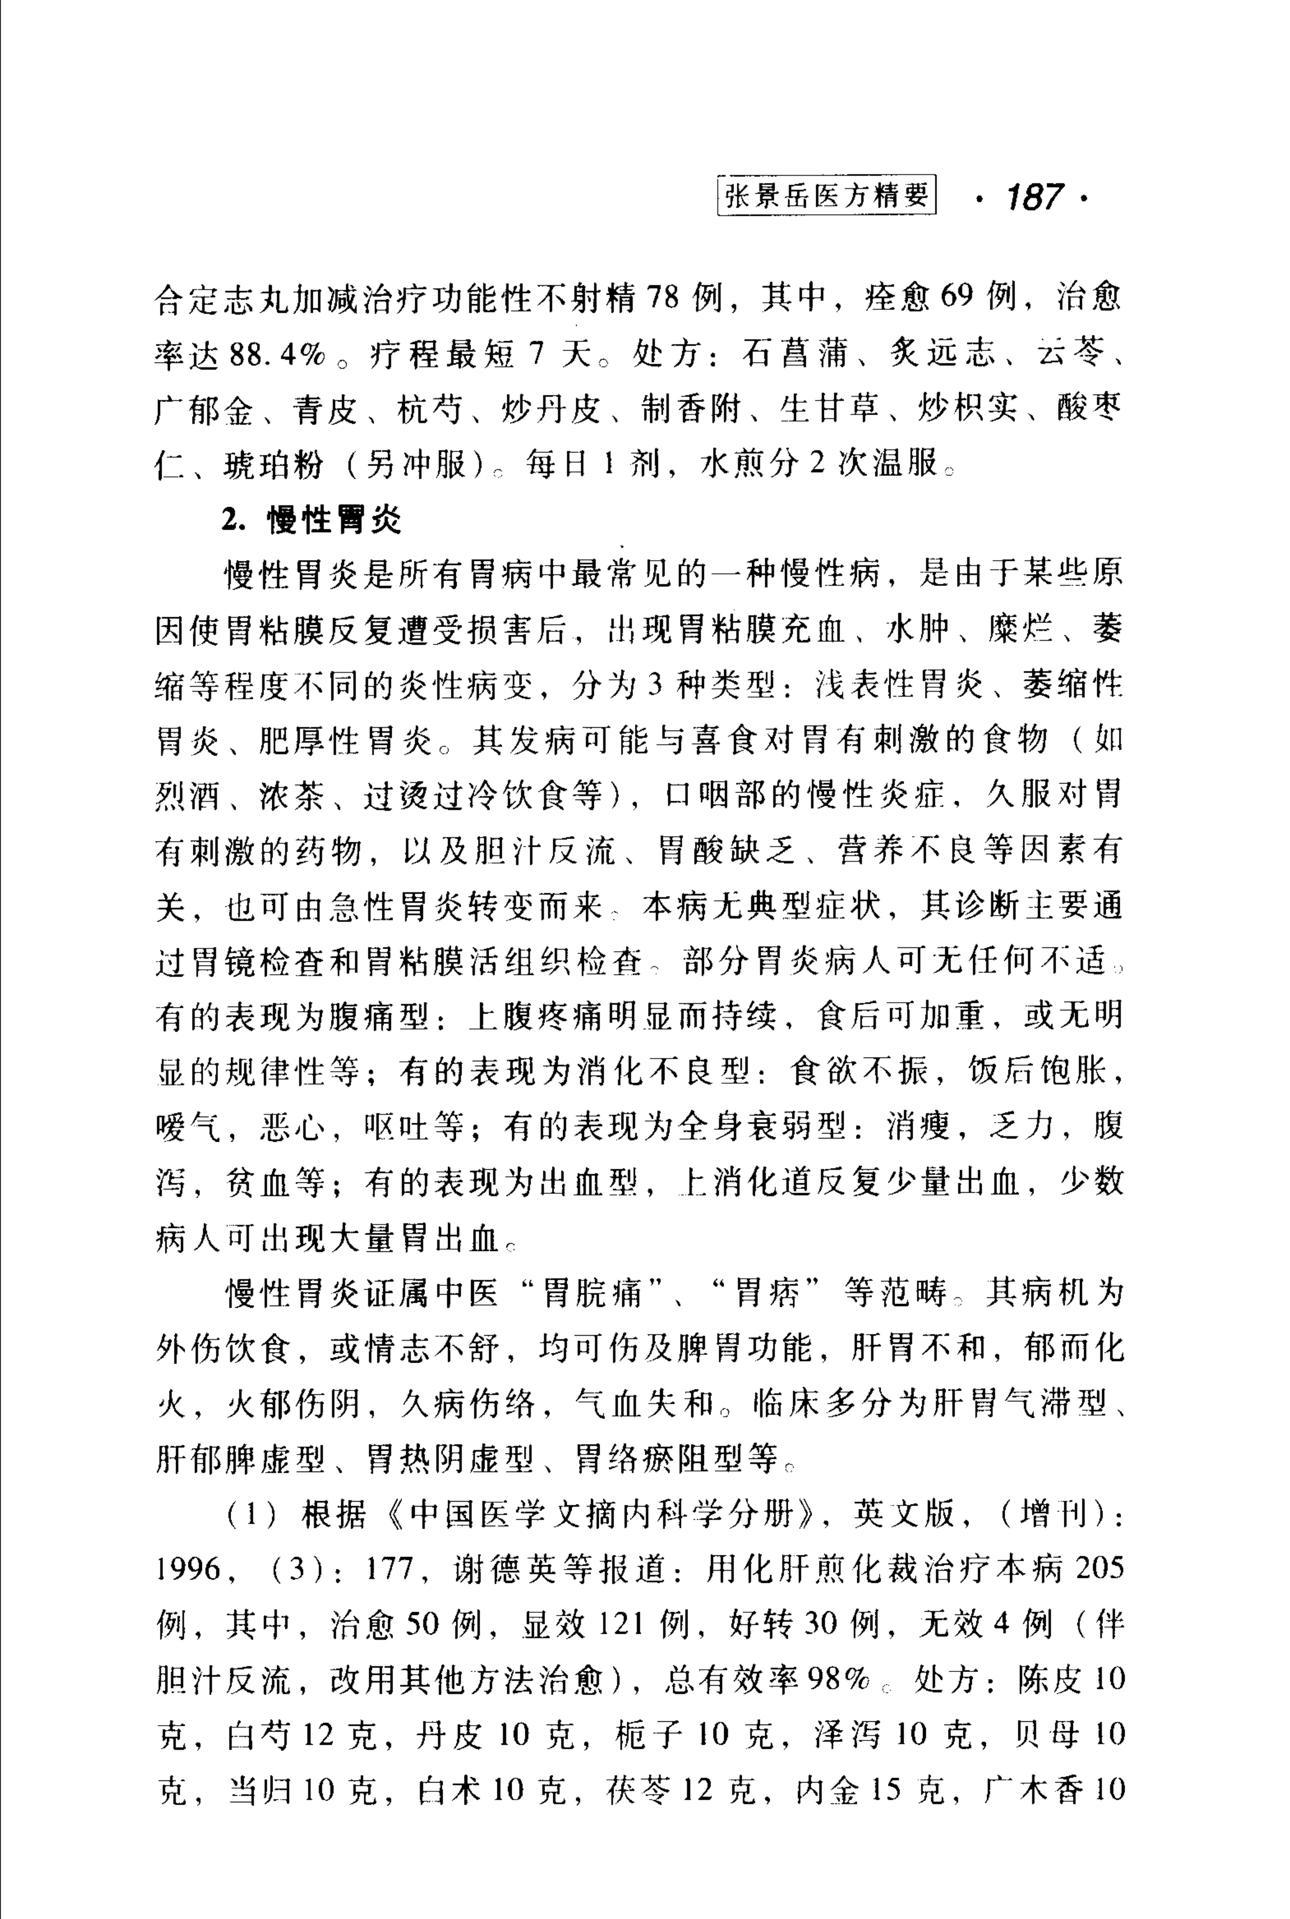 张景岳医方精要 · 187 ·
合定志丸加减治疗功能性不射精 78 例，其中，痊愈 69 例，治愈
率达 88.4%。疗程最短 7 天。处方：石菖蒲、炙远志、云苓、
广郁金、青皮、杭芍、炒丹皮、制香附、生甘草、炒枳实、酸枣
仁、琥珀粉（另冲服）。每日 1 剂，水煎分 2 次温服。
2. 慢性胃炎
慢性胃炎是所有胃病中最常见的一种慢性病，是由于某些原
因使胃粘膜反复遭受损害后，出现胃粘膜充血、水肿、糜烂、萎
缩等程度不同的炎性病变，分为 3 种类型：浅表性胃炎、萎缩性
胃炎、肥厚性胃炎。其发病可能与喜食对胃有刺激的食物（如
烈酒、浓茶、过烫过冷饮食等），口咽部的慢性炎症，久服对胃
有刺激的药物，以及胆汁反流、胃酸缺乏、营养不良等因素有
关，也可由急性胃炎转变而来。本病无典型症状，其诊断主要通
过胃镜检查和胃粘膜活组织检查。部分胃炎病人可无任何不适。
有的表现为腹痛型：上腹疼痛明显而持续，食后可加重，或无明
显的规律性等；有的表现为消化不良型：食欲不振，饭后饱胀，
嗳气，恶心，呕吐等；有的表现为全身衰弱型：消瘦，乏力，腹
泻，贫血等；有的表现为出血型，上消化道反复少量出血，少数
病人可出现大量胃出血。
慢性胃炎证属中医“胃脘痛”、“胃痞”等范畴。其病机为
外伤饮食，或情志不舒，均可伤及脾胃功能，肝胃不和，郁而化
火，火郁伤阴，久病伤络，气血失和。临床多分为肝胃气滞型、
肝郁脾虚型、胃热阴虚型、胃络瘀阻型等。
（1）根据《中国医学文摘内科学分册》，英文版，（增刊）：
1996，（3）：177，谢德英等报道：用化肝煎化裁治疗本病 205
例，其中，治愈 50 例，显效 121 例，好转 30 例，无效 4 例（伴
胆汁反流，改用其他方法治愈），总有效率 98%。处方：陈皮 10
克，白芍 12 克，丹皮 10 克，栀子 10 克，泽泻 10 克，贝母 10
克，当归 10 克，白术 10 克，茯苓 12 克，内金 15 克，广木香 10